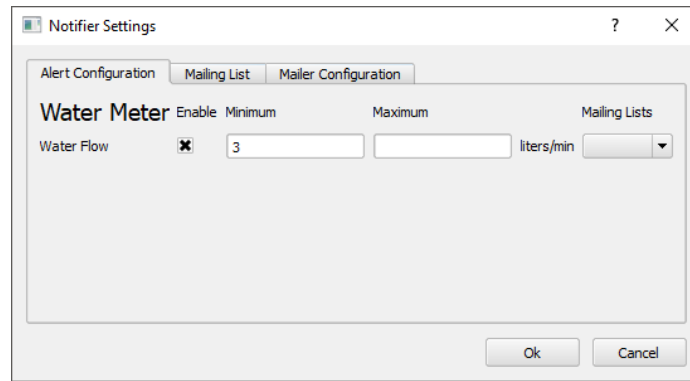 Notifier Settings
Alert Configuration Mailing List Mailer Configuration
Water Meter Enable Minimum Maximum Mailing Lists
Water Flow 3 liters/min
Ok Cancel